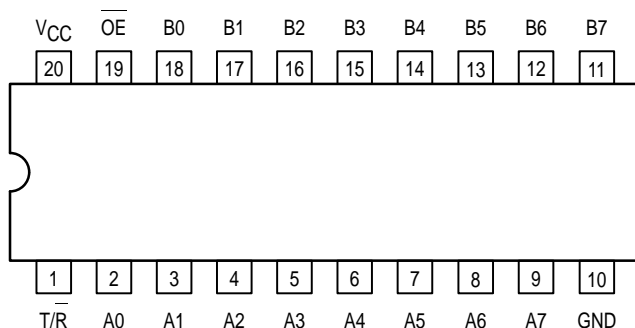 VCC OE B0 B1 B2 B3 B4 B5 B6 B7
20 19 18 17 16 15 14 13 12 11
1 2 3 4 5 6 7 8 9 10
T/R A0 A1 A2 A3 A4 A5 A6 A7 GND